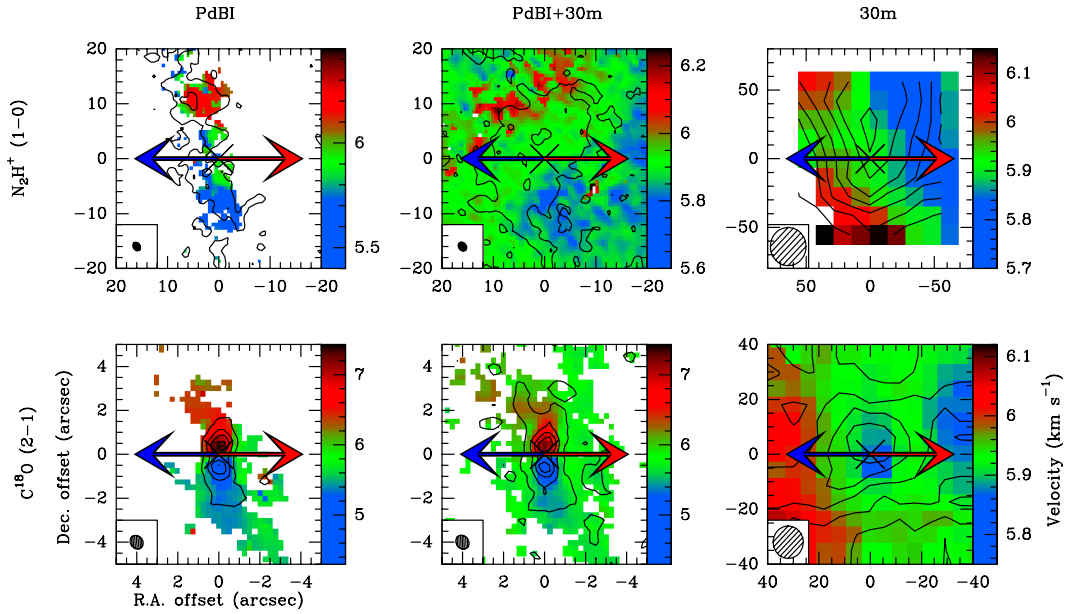 PdBI PdBI+30m 30m
N₂H⁺ (1−0)
20 10 0 −10 −20
6 5.5
20 10 0 −10 −20
20 10 0 −10 −20
6.2 6 5.8 5.6
20 10 0 −10 −20
50 0 −50
6.1 6 5.9 5.8 5.7
50 0 −50
C¹⁸O (2−1)
Dec. offset (arcsec)
4 2 0 −2 −4
7 6 5
4 2 0 −2 −4
R.A. offset (arcsec)
4 2 0 −2 −4
7 6 5
4 2 0 −2 −4
40 20 0 −20 −40
6.1 6 5.9 5.8
40 20 0 −20
Velocity (km s⁻¹)